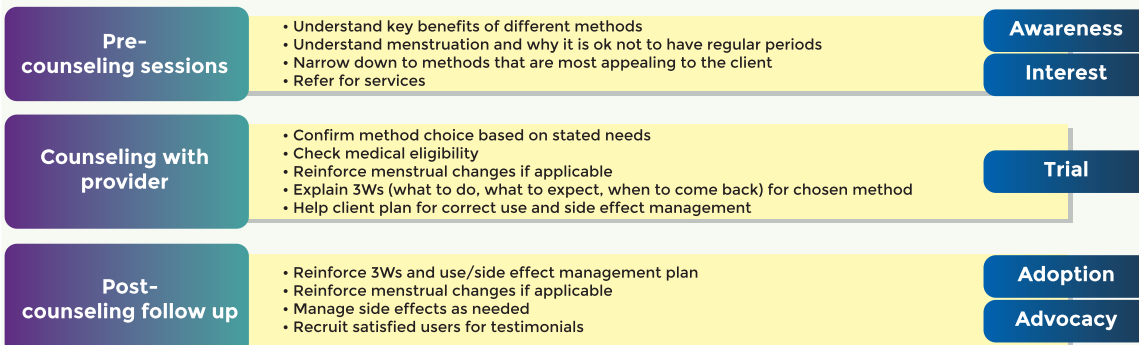 Pre-
counseling sessions
• Understand key benefits of different methods
• Understand menstruation and why it is ok not to have regular periods
• Narrow down to methods that are most appealing to the client
• Refer for services
Awareness
Interest
Counseling with
provider
• Confirm method choice based on stated needs
• Check medical eligibility
• Reinforce menstrual changes if applicable
• Explain 3Ws (what to do, what to expect, when to come back) for chosen method
• Help client plan for correct use and side effect management
Trial
Post-
counseling follow up
• Reinforce 3Ws and use/side effect management plan
• Reinforce menstrual changes if applicable
• Manage side effects as needed
• Recruit satisfied users for testimonials
Adoption
Advocacy